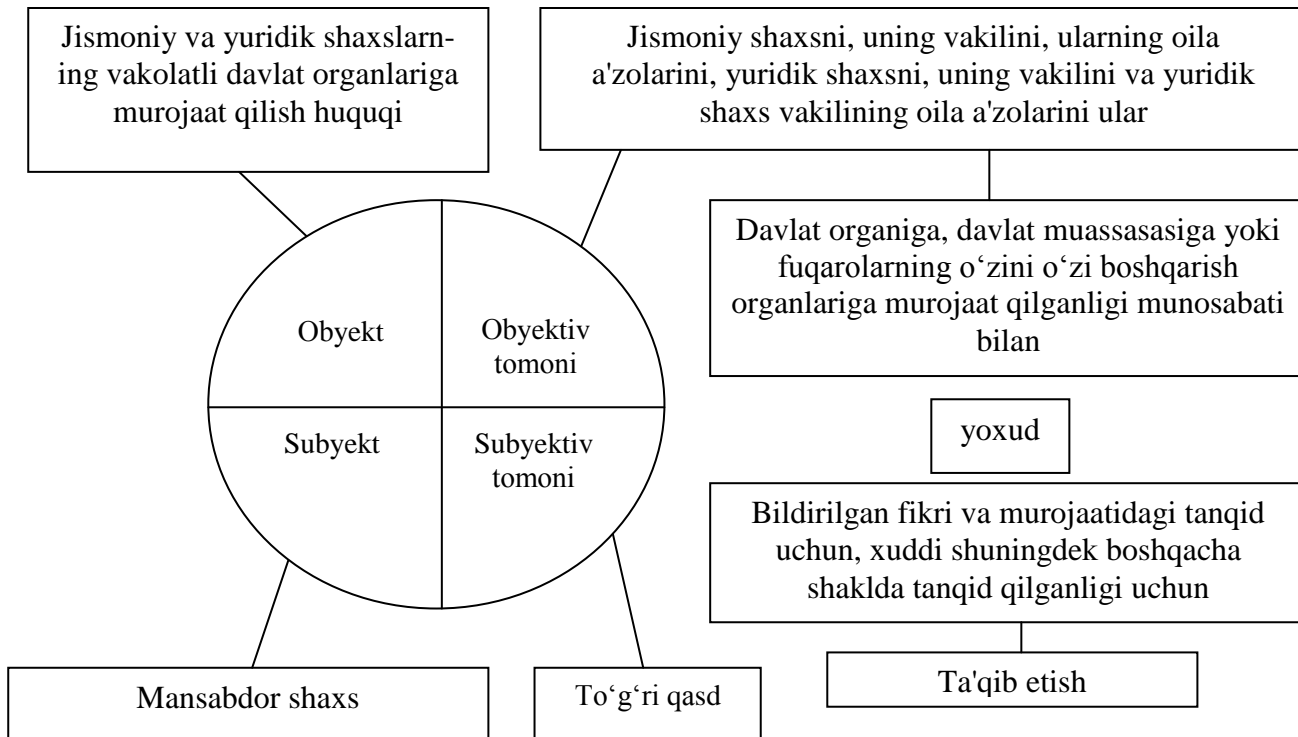 Jismoniy va yuridik shaxslarn-
ing vakolatli davlat organlariga
murojaat qilish huquqi
Jismoniy shaxsni, uning vakilini, ularning oila
a'zolarini, yuridik shaxsni, uning vakilini va yuridik
shaxs vakilining oila a'zolarini ular
Davlat organiga, davlat muassasasiga yoki
fuqarolarning o‘zini o‘zi boshqarish
organlariga murojaat qilganligi munosabati
bilan
Obyekt
Obyektiv
tomoni
yoxud
Subyekt
Subyektiv
tomoni
Bildirilgan fikri va murojaatidagi tanqid
uchun, xuddi shuningdek boshqacha
shaklda tanqid qilganligi uchun
Mansabdor shaxs
To‘g‘ri qasd
Ta'qib etish